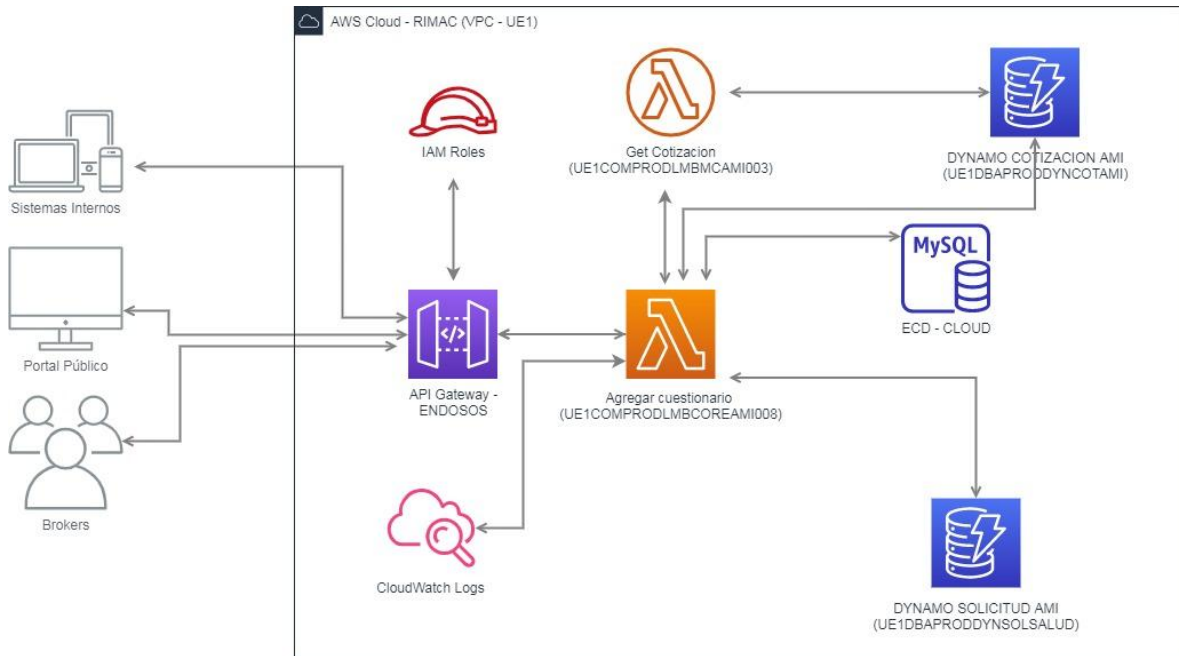 AWS Cloud - RIMAC (VPC - UE1)
IAM Roles
Get Cotizacion
(UE1COMPRODLMBMCAMI003)
DYNAMO COTIZACION AMI
(UE1DBAPRODDYNCOTAMI)
Sistemas Internos
MySQL
ECD - CLOUD
Portal Público
</>
API Gateway -
ENDOSOS
Agregar cuestionario
(UE1COMPRODLMBCOREAMI008)
Brokers
CloudWatch Logs
DYNAMO SOLICITUD AMI
(UE1DBAPRODDYNSOLSALUD)